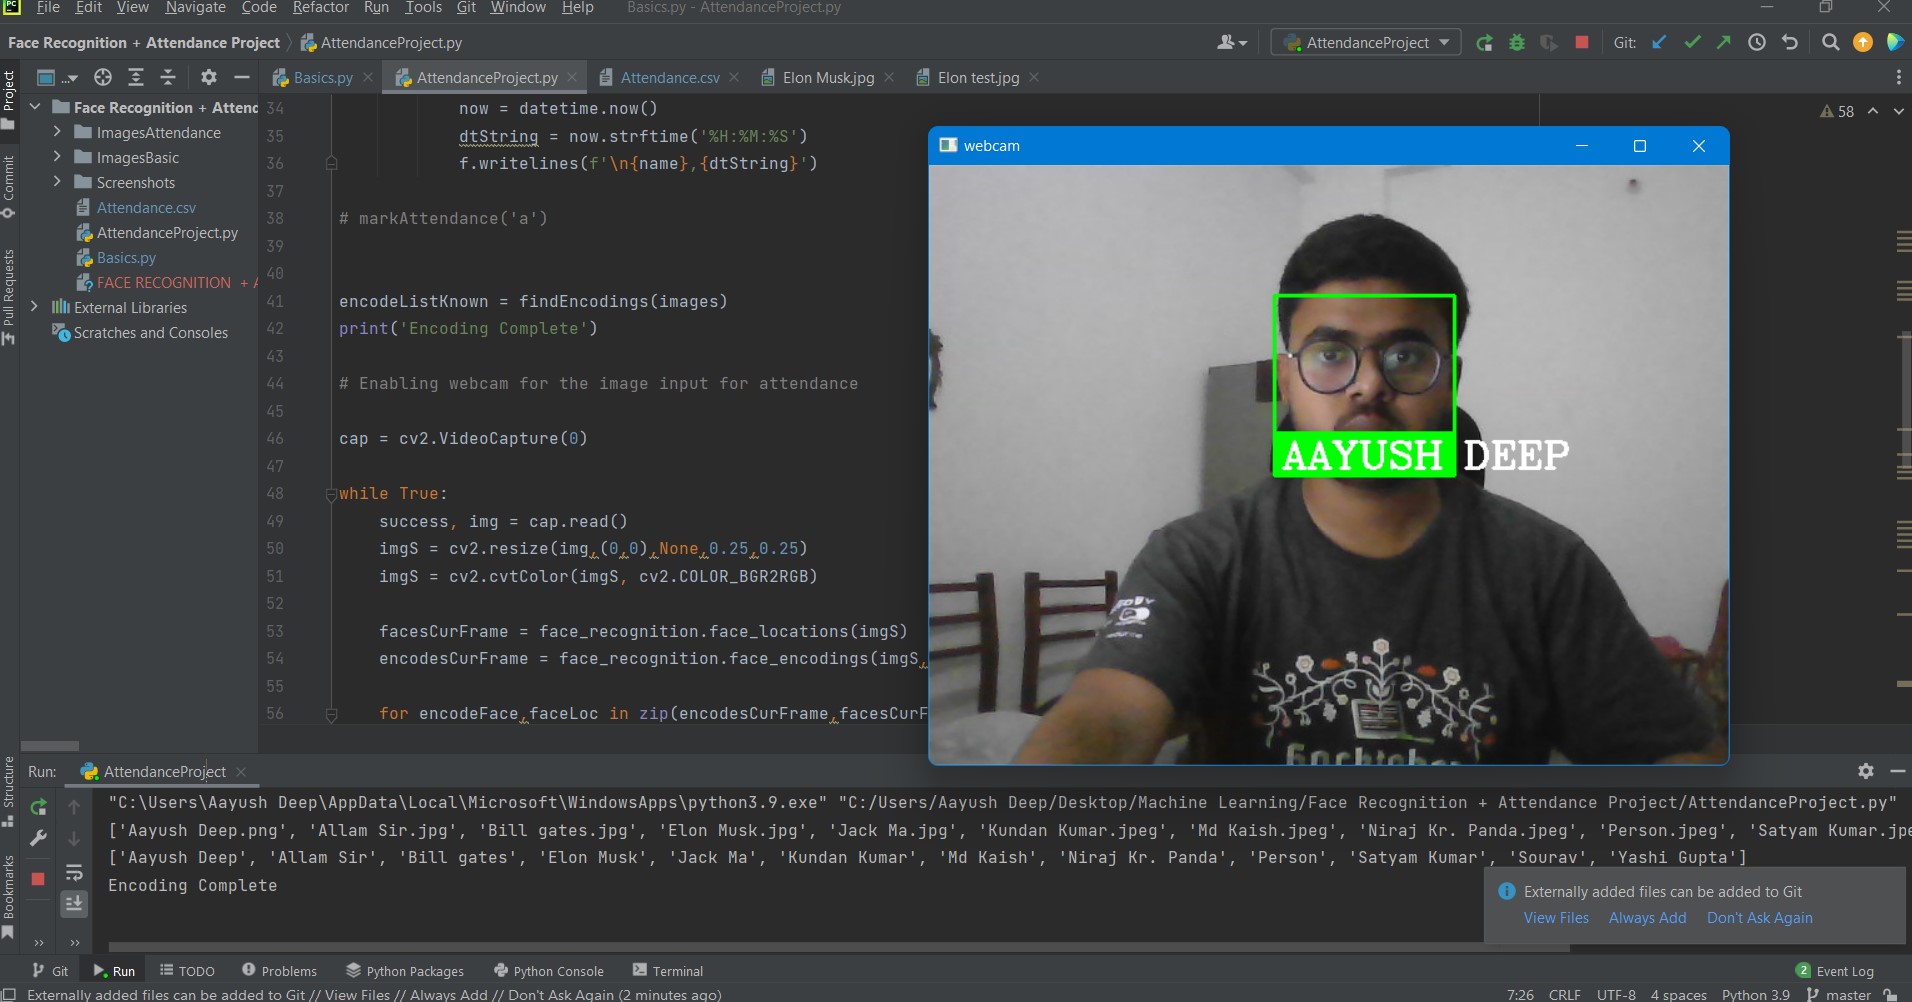 PC File Edit View Navigate Code Refactor Run Tools Git Window Help Basics.py - AttendanceProject.py
Face Recognition + Attendance Project AttendanceProject.py AttendanceProject Git:
Project
Commit
Pull Requests
Structure
Bookmarks
Basics.py AttendanceProject.py Attendance.csv Elon Musk.jpg Elon test.jpg
Face Recognition + Attend
ImagesAttendance
ImagesBasic
Screenshots
Attendance.csv
AttendanceProject.py
Basics.py
FACE RECOGNITION + A
External Libraries
Scratches and Consoles
58
34 now = datetime.now()
35 dtString = now.strftime('%H:%M:%S')
36 f.writelines(f'\n{name},{dtString}')
37
38 # markAttendance('a')
39
40
41 encodeListKnown = findEncodings(images)
42 print('Encoding Complete')
43
44 # Enabling webcam for the image input for attendance
45
46 cap = cv2.VideoCapture(0)
47
48 while True:
49 success, img = cap.read()
50 imgS = cv2.resize(img,(0,0),None,0.25,0.25)
51 imgS = cv2.cvtColor(imgS, cv2.COLOR_BGR2RGB)
52
53 facesCurFrame = face_recognition.face_locations(imgS)
54 encodesCurFrame = face_recognition.face_encodings(imgS,
55
56 for encodeFace,faceLoc in zip(encodesCurFrame,facesCurF
webcam
AAYUSH DEEP
Run: AttendanceProject
"C:\Users\Aayush Deep\AppData\Local\Microsoft\WindowsApps\python3.9.exe" "C:/Users/Aayush Deep/Desktop/Machine Learning/Face Recognition + Attendance Project/AttendanceProject.py"
['Aayush Deep.png', 'Allam Sir.jpg', 'Bill gates.jpg', 'Elon Musk.jpg', 'Jack Ma.jpg', 'Kundan Kumar.jpeg', 'Md Kaish.jpeg', 'Niraj Kr. Panda.jpeg', 'Person.jpeg', 'Satyam Kumar.jpe
['Aayush Deep', 'Allam Sir', 'Bill gates', 'Elon Musk', 'Jack Ma', 'Kundan Kumar', 'Md Kaish', 'Niraj Kr. Panda', 'Person', 'Satyam Kumar', 'Sourav', 'Yashi Gupta']
Encoding Complete
Externally added files can be added to Git
View Files Always Add Don't Ask Again
Git Run TODO Problems Python Packages Python Console Terminal 2 Event Log
Externally added files can be added to Git // View Files // Always Add // Don't Ask Again (2 minutes ago) 7:26 CRLF UTF-8 4 spaces Python 3.9 master